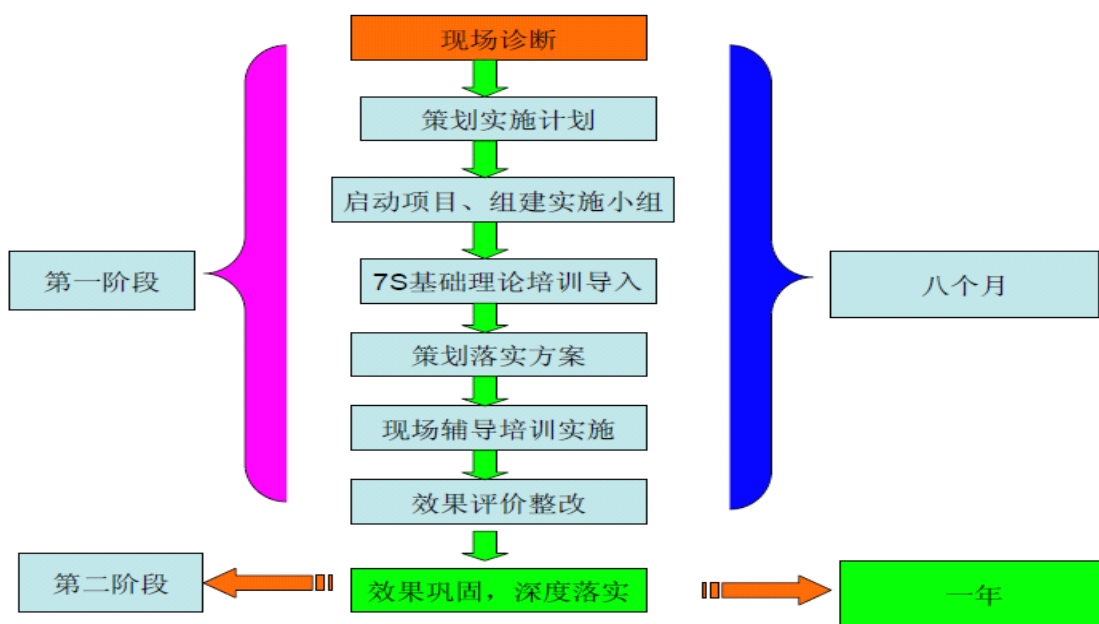 现场诊断
策划实施计划
启动项目、组建实施小组
第一阶段
7S基础理论培训导入
八个月
策划落实方案
现场辅导培训实施
效果评价整改
第二阶段
效果巩固，深度落实
一年